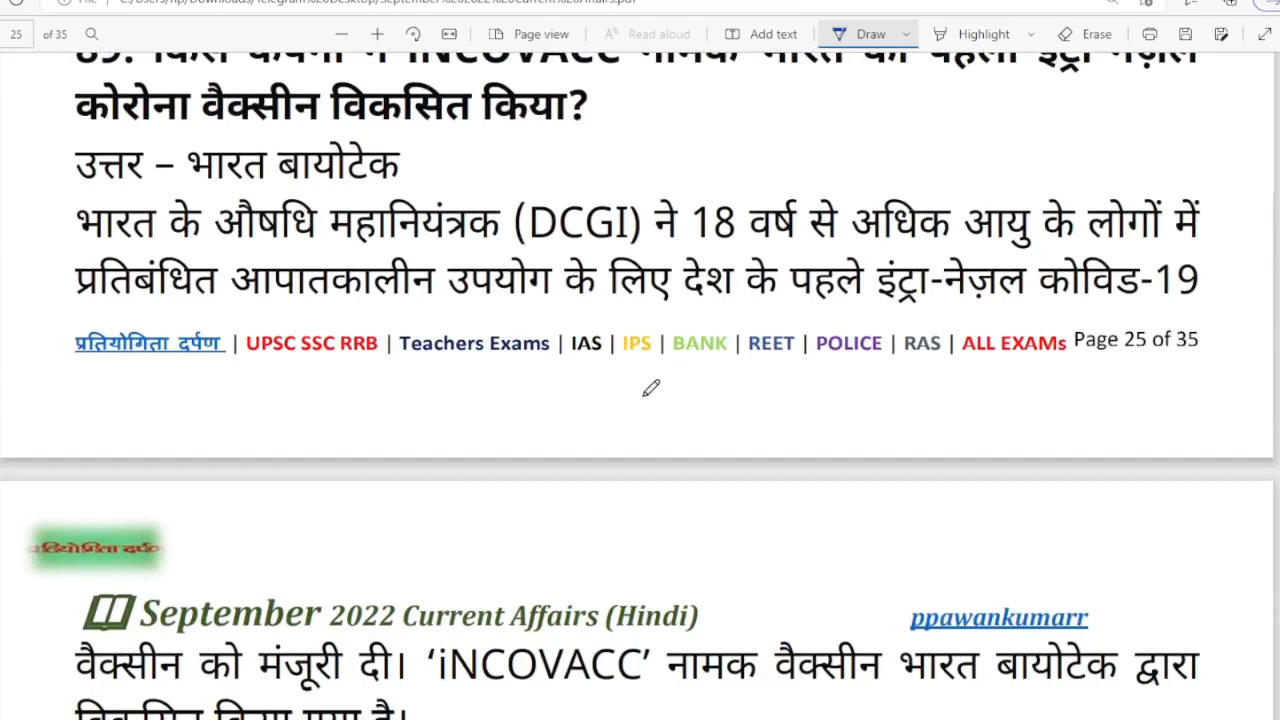 25 of 35 Page view Read aloud Add text Draw Highlight Erase
कोरोना वैक्सीन विकसित किया?
उत्तर – भारत बायोटेक
भारत के औषधि महानियंत्रक (DCGI) ने 18 वर्ष से अधिक आयु के लोगों में
प्रतिबंधित आपातकालीन उपयोग के लिए देश के पहले इंट्रा-नेज़ल कोविड-19
प्रतियोगिता दर्पण | UPSC SSC RRB | Teachers Exams | IAS | IPS | BANK | REET | POLICE | RAS | ALL EXAMs Page 25 of 35
प्रतियोगिता दर्पण
September 2022 Current Affairs (Hindi) ppawankumarr
वैक्सीन को मंजूरी दी। ‘iNCOVACC’ नामक वैक्सीन भारत बायोटेक द्वारा